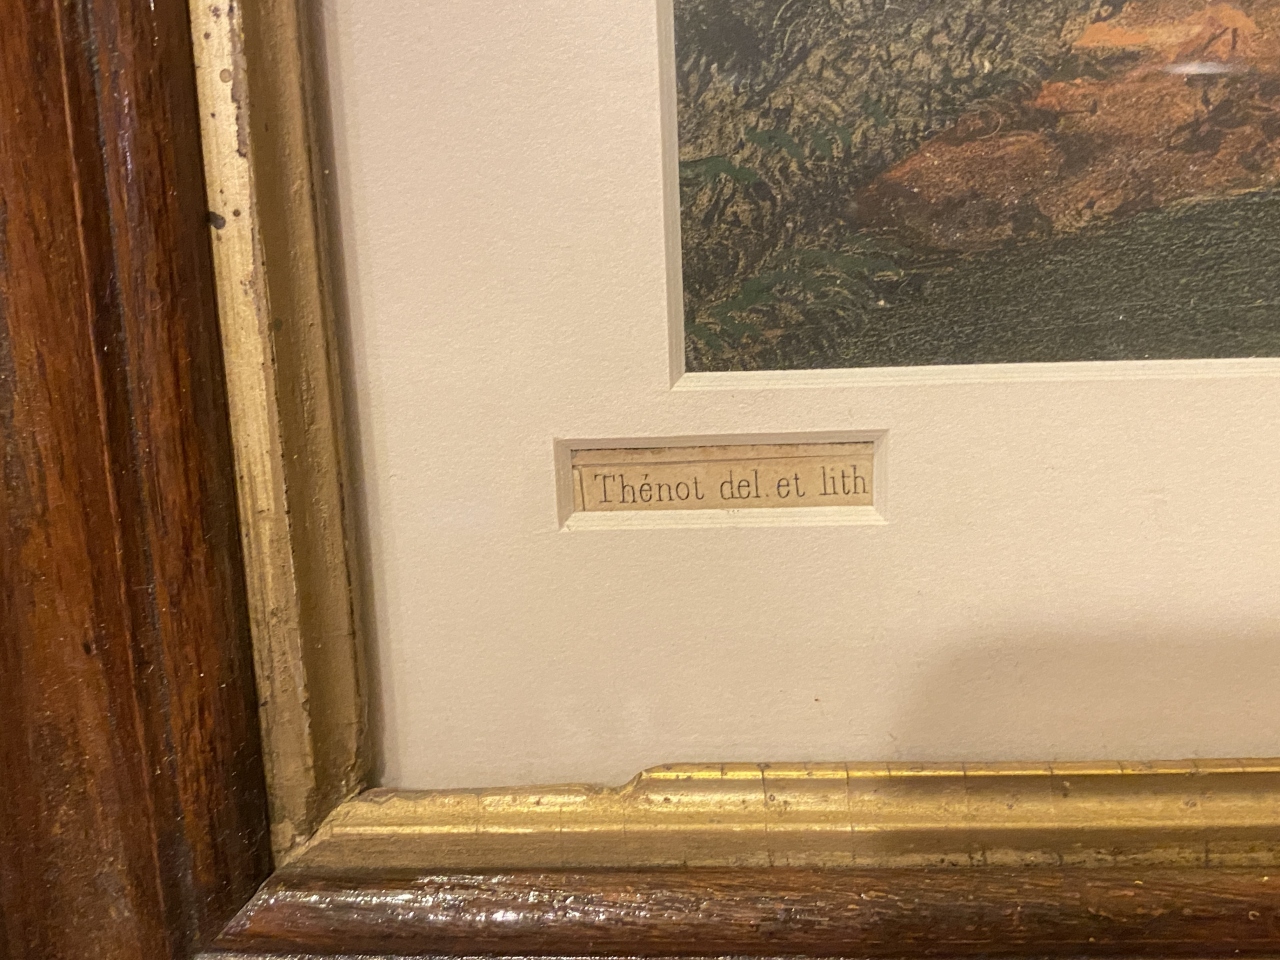 Thénot del. et lith